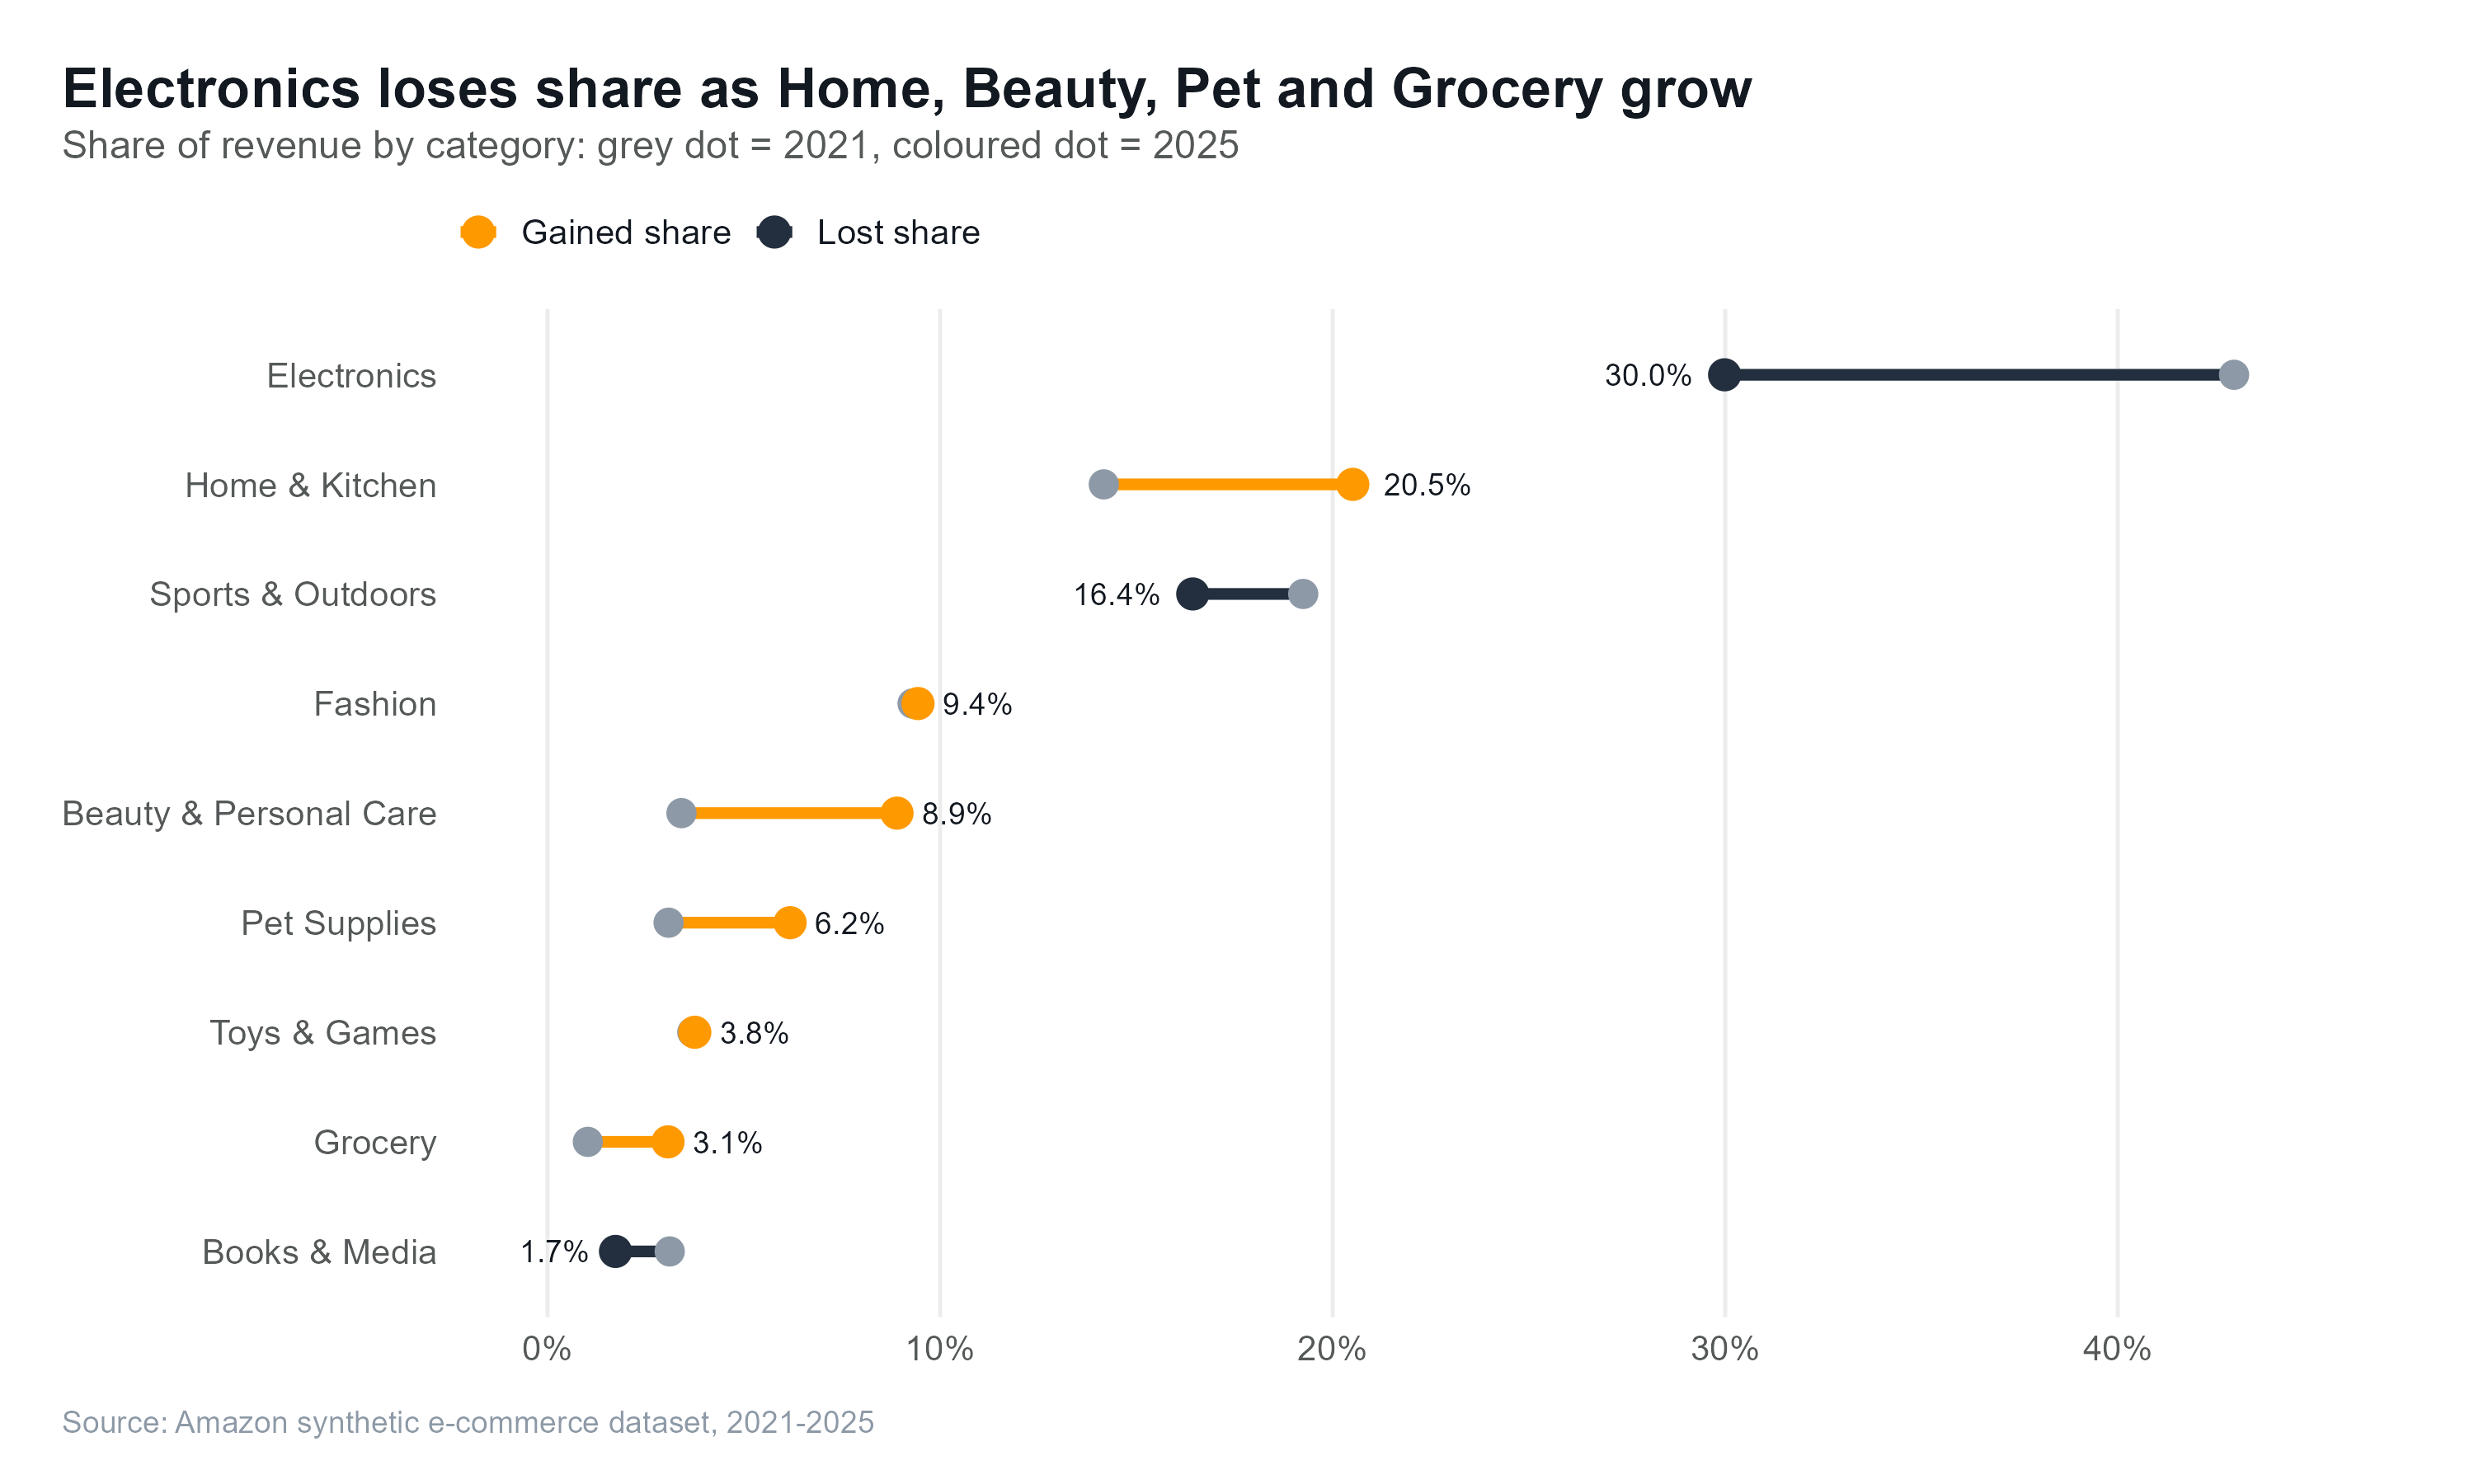 Electronics loses share as Home, Beauty, Pet and Grocery grow
Share of revenue by category: grey dot = 2021, coloured dot = 2025
Gained share Lost share
Electronics 30.0%
Home & Kitchen 20.5%
Sports & Outdoors 16.4%
Fashion 9.4%
Beauty & Personal Care 8.9%
Pet Supplies 6.2%
Toys & Games 3.8%
Grocery 3.1%
Books & Media 1.7%
0% 10% 20% 30% 40%
Source: Amazon synthetic e-commerce dataset, 2021-2025